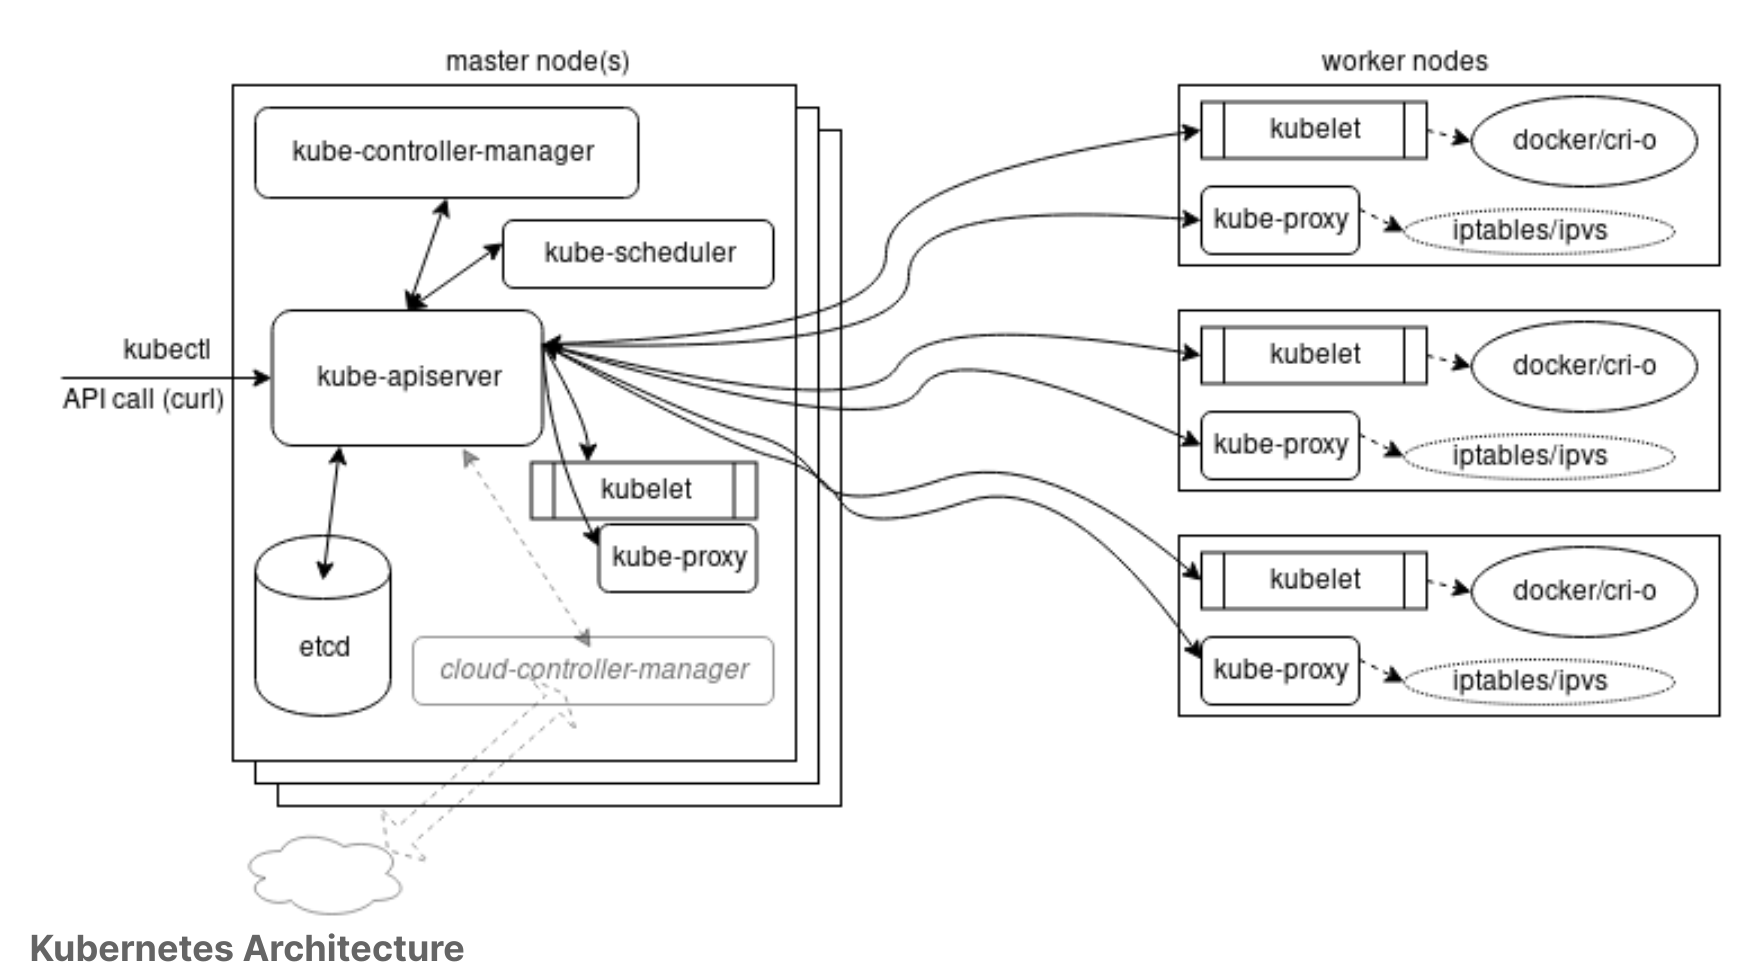 master node(s)
kube-controller-manager
kube-scheduler
kubectl
API call (curl)
kube-apiserver
kubelet
kube-proxy
etcd
cloud-controller-manager
worker nodes
kubelet
docker/cri-o
kube-proxy
iptables/ipvs
kubelet
docker/cri-o
kube-proxy
iptables/ipvs
kubelet
docker/cri-o
kube-proxy
iptables/ipvs
Kubernetes Architecture